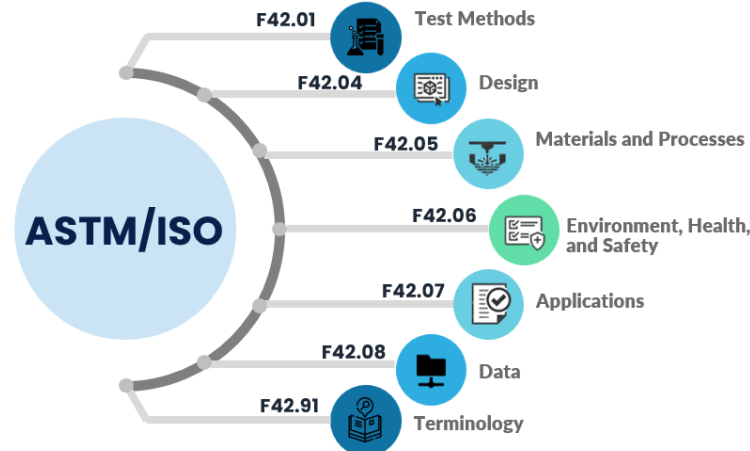 F42.01
Test Methods
F42.04
Design
F42.05
Materials and Processes
ASTM/ISO
F42.06
Environment, Health,
and Safety
F42.07
Applications
F42.08
Data
F42.91
Terminology